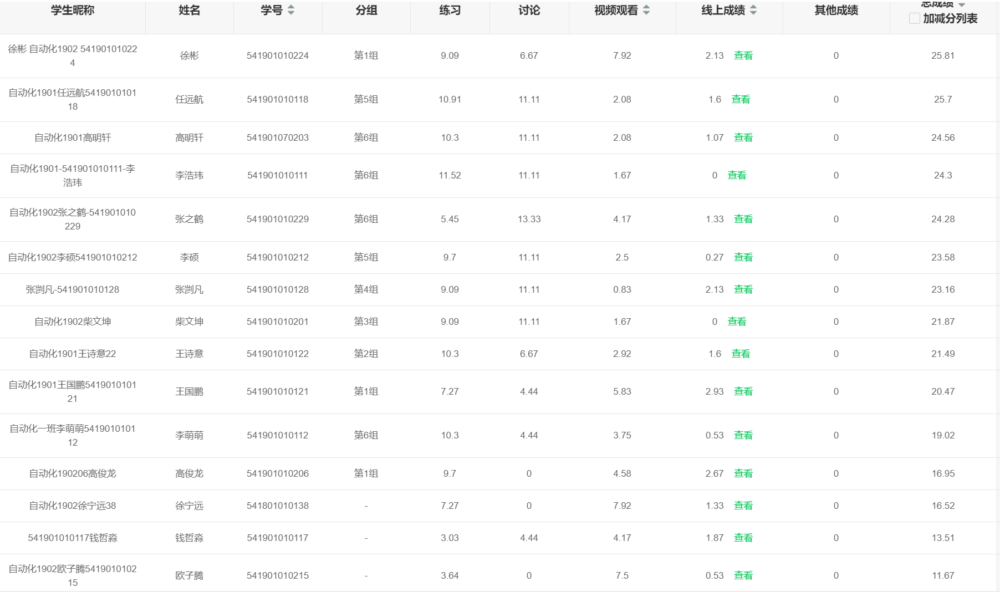 学生昵称 姓名 学号 分组 练习 讨论 视频观看 线上成绩 其他成绩 总成绩
加减分列表
徐彬 自动化1902 54190101022
4 徐彬 541901010224 第1组 9.09 6.67 7.92 2.13 查看 0 25.81
自动化1901任远航5419010101
18 任远航 541901010118 第5组 10.91 11.11 2.08 1.6 查看 0 25.7
自动化1901高明轩 高明轩 541901070203 第6组 10.3 11.11 2.08 1.07 查看 0 24.56
自动化1901-541901010111-李
浩玮 李浩玮 541901010111 第6组 11.52 11.11 1.67 0 查看 0 24.3
自动化1902张之鹤-541901010
229 张之鹤 541901010229 第6组 5.45 13.33 4.17 1.33 查看 0 24.28
自动化1902李硕541901010212 李硕 541901010212 第5组 9.7 11.11 2.5 0.27 查看 0 23.58
张剀凡-541901010128 张剀凡 541901010128 第4组 9.09 11.11 0.83 2.13 查看 0 23.16
自动化1902柴文坤 柴文坤 541901010201 第3组 9.09 11.11 1.67 0 查看 0 21.87
自动化1901王诗意22 王诗意 541901010122 第2组 10.3 6.67 2.92 1.6 查看 0 21.49
自动化1901王国鹏5419010101
21 王国鹏 541901010121 第1组 7.27 4.44 5.83 2.93 查看 0 20.47
自动化一班李萌萌5419010101
12 李萌萌 541901010112 第6组 10.3 4.44 3.75 0.53 查看 0 19.02
自动化190206高俊龙 高俊龙 541901010206 第1组 9.7 0 4.58 2.67 查看 0 16.95
自动化1902徐宁远38 徐宁远 541801010138 - 7.27 0 7.92 1.33 查看 0 16.52
541901010117钱哲淼 钱哲淼 541901010117 - 3.03 4.44 4.17 1.87 查看 0 13.51
自动化1902欧子腾5419010102
15 欧子腾 541901010215 - 3.64 0 7.5 0.53 查看 0 11.67